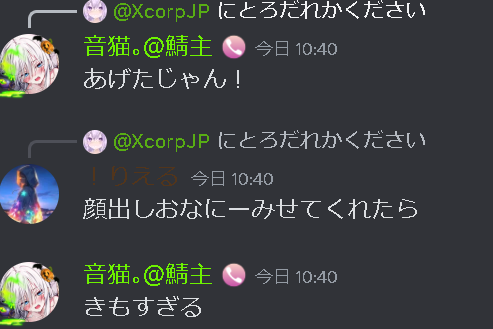 @XcorpJP にとろだれかください
音猫。@鯖主 今日 10:40
あげたじゃん！
@XcorpJP にとろだれかください
！りえる 今日 10:40
顔出しおなにーみせてくれたら
音猫。@鯖主 今日 10:40
きもすぎる